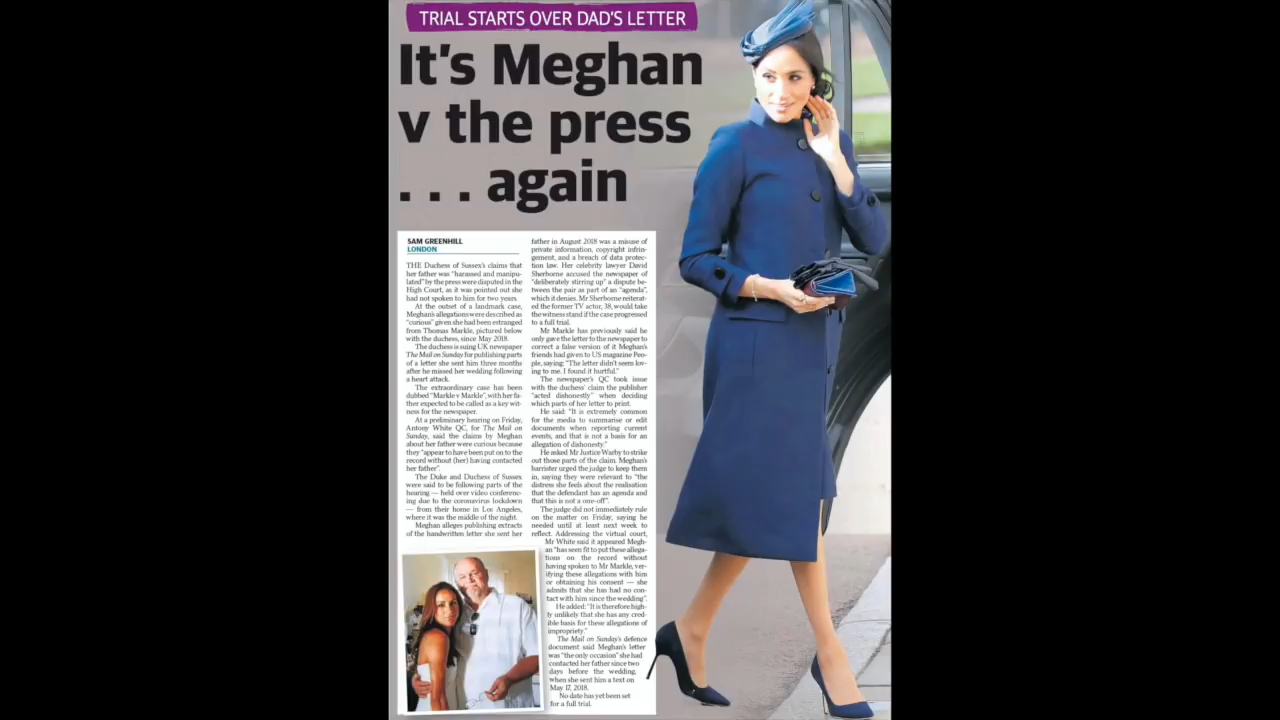 TRIAL STARTS OVER DAD'S LETTER
It's Meghan
v the press
. . . again
SAM GREENHILL
LONDON
THE Duchess of Sussex's claims that
her father was "harassed and manipu-
lated" by the press were disputed in the
High Court, as it was pointed out she
had not spoken to him for two years.
At the outset of a landmark case,
Meghan's allegations were described as
"curious" given she had been estranged
from Thomas Markle, pictured below
with the duchess, since May 2018.
The duchess is suing UK newspaper
The Mail on Sunday for publishing parts
of a letter she sent him three months
after he missed her wedding following
a heart attack.
The extraordinary case has been
dubbed "Markle v Markle", with her fa-
ther expected to be called as a key wit-
ness for the newspaper.
At a preliminary hearing on Friday,
Antony White QC, for The Mail on
Sunday, said the claims by Meghan
about her father were curious because
they "appear to have been put on to the
record without (her) having contacted
her father".
The Duke and Duchess of Sussex
were said to be following parts of the
hearing — held over video conferenc-
ing due to the coronavirus lockdown
— from their home in Los Angeles,
where it was the middle of the night.
Meghan alleges publishing extracts
of the handwritten letter she sent her
father in August 2018 was a misuse of
private information, copyright infrin-
gement, and a breach of data protec-
tion law. Her celebrity lawyer David
Sherborne accused the newspaper of
"deliberately stirring up" a dispute be-
tween the pair as part of an "agenda",
which it denies. Mr Sherborne reiterat-
ed the former TV actor, 38, would take
the witness stand if the case progressed
to a full trial.
Mr Markle has previously said he
only gave the letter to the newspaper to
correct a false version of it Meghan's
friends had given to US magazine Peo-
ple, saying: "The letter didn't seem lov-
ing to me. I found it hurtful."
The newspaper's QC took issue
with the duchess' claim the publisher
"acted dishonestly" when deciding
which parts of her letter to print.
He said: "It is extremely common
for the media to summarise or edit
documents when reporting current
events, and that is not a basis for an
allegation of dishonesty."
He asked Mr Justice Warby to strike
out those parts of the claim. Meghan's
barrister urged the judge to keep them
in, saying they were relevant to "the
distress she feels about the realisation
that the defendant has an agenda and
that this is not a one-off".
The judge did not immediately rule
on the matter on Friday, saying he
needed until at least next week to
reflect. Addressing the virtual court,
Mr White said it appeared Megh-
an "has seen fit to put these allega-
tions on the record without
having spoken to Mr Markle, ver-
ifying these allegations with him
or obtaining his consent — she
admits that she has had no con-
tact with him since the wedding".
He added: "It is therefore high-
ly unlikely that she has any cred-
ible basis for these allegations of
impropriety."
The Mail on Sunday's defence
document said Meghan's letter
was "the only occasion" she had
contacted her father since two
days before the wedding,
when she sent him a text on
May 17, 2018.
No date has yet been set
for a full trial.